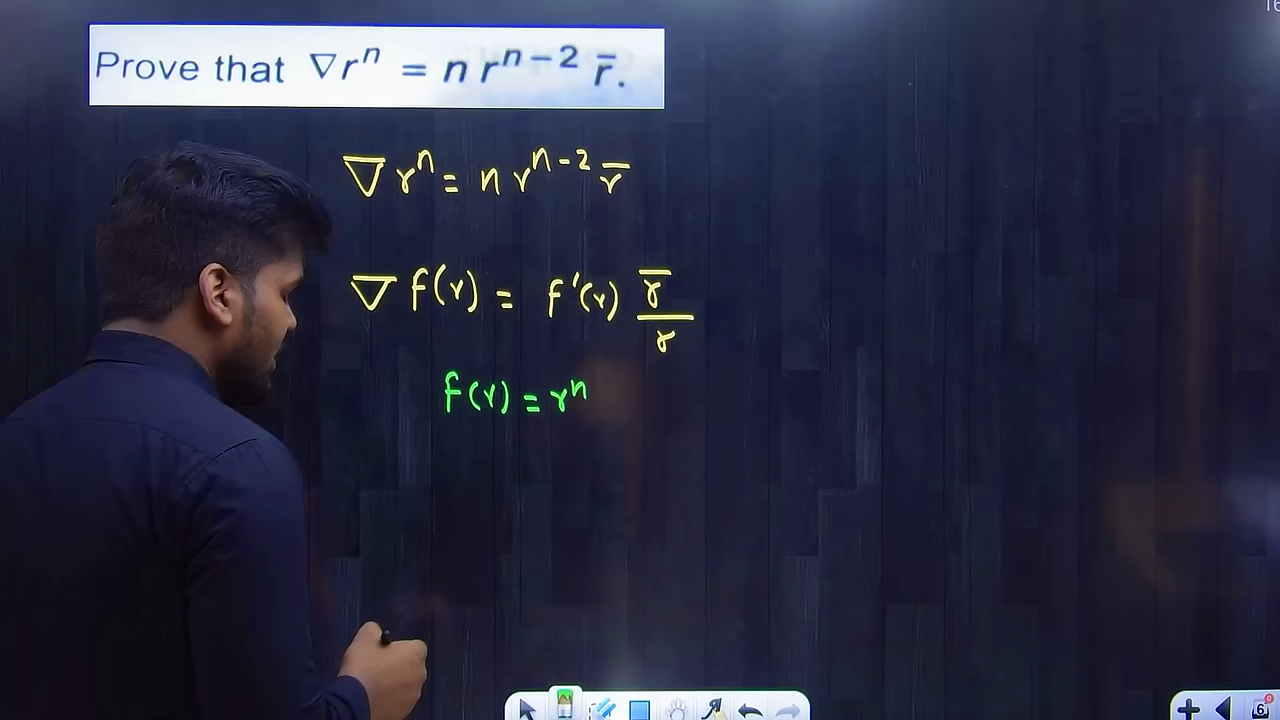 Prove that ∇rⁿ = n rⁿ⁻² r̄.
∇rⁿ = n rⁿ⁻² r̄
∇f(r) = f'(r) r̄/r
f(r) = rⁿ